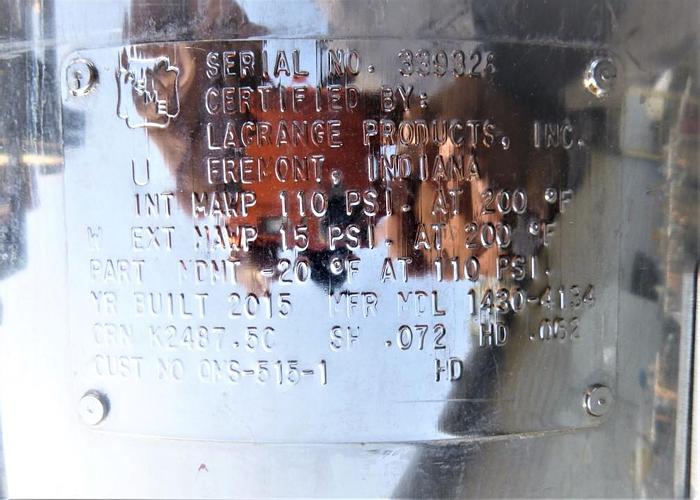 SERIAL NO. 339326
CERTIFIED BY:
LAGRANGE PRODUCTS, INC.
U FREMONT, INDIANA
INT MAWP 110 PSI. AT 200 °F
W EXT MAWP 15 PSI. AT 200 °F
PART MDMT -20 °F AT 110 PSI.
YR BUILT 2015 MFR MDL 1430-4134
CRN K2487.5C SH .072 HD .062
CUST NO QMS-515-1 HD